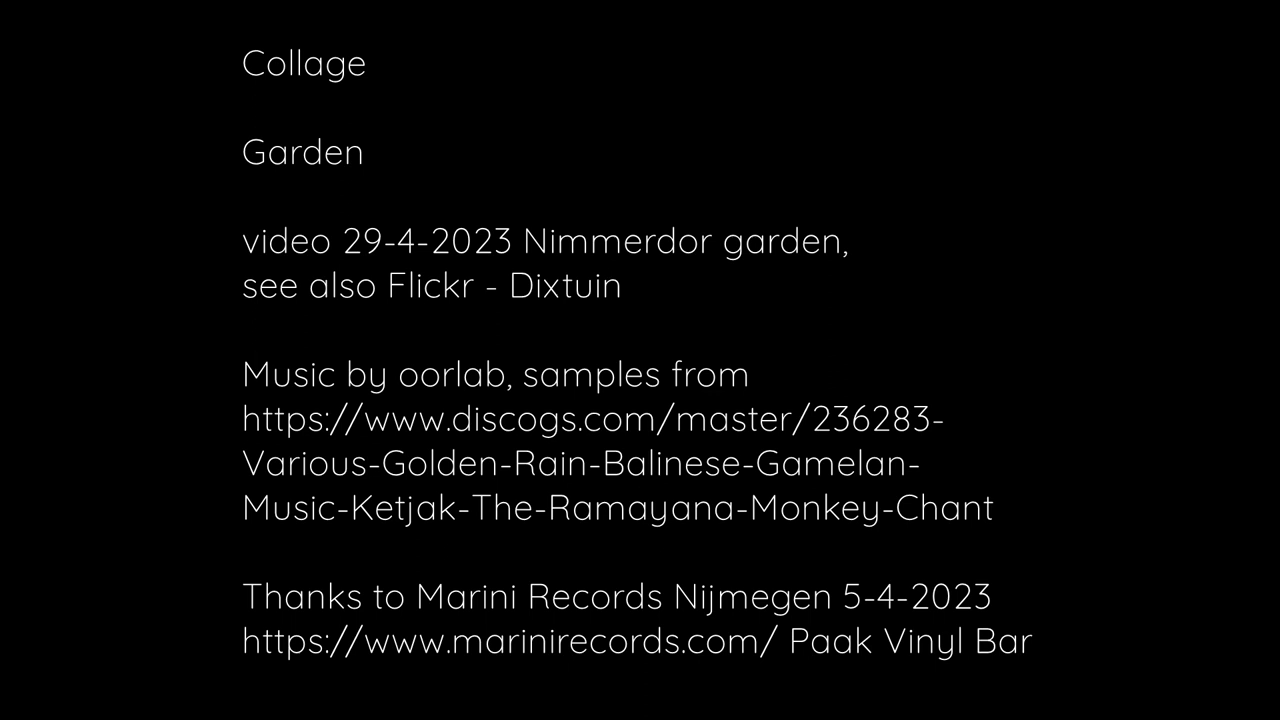 Collage
Garden
video 29-4-2023 Nimmerdor garden,
see also Flickr - Dixtuin
Music by oorlab, samples from
https://www.discogs.com/master/236283-
Various-Golden-Rain-Balinese-Gamelan-
Music-Ketjak-The-Ramayana-Monkey-Chant
Thanks to Marini Records Nijmegen 5-4-2023
https://www.marinirecords.com/ Paak Vinyl Bar